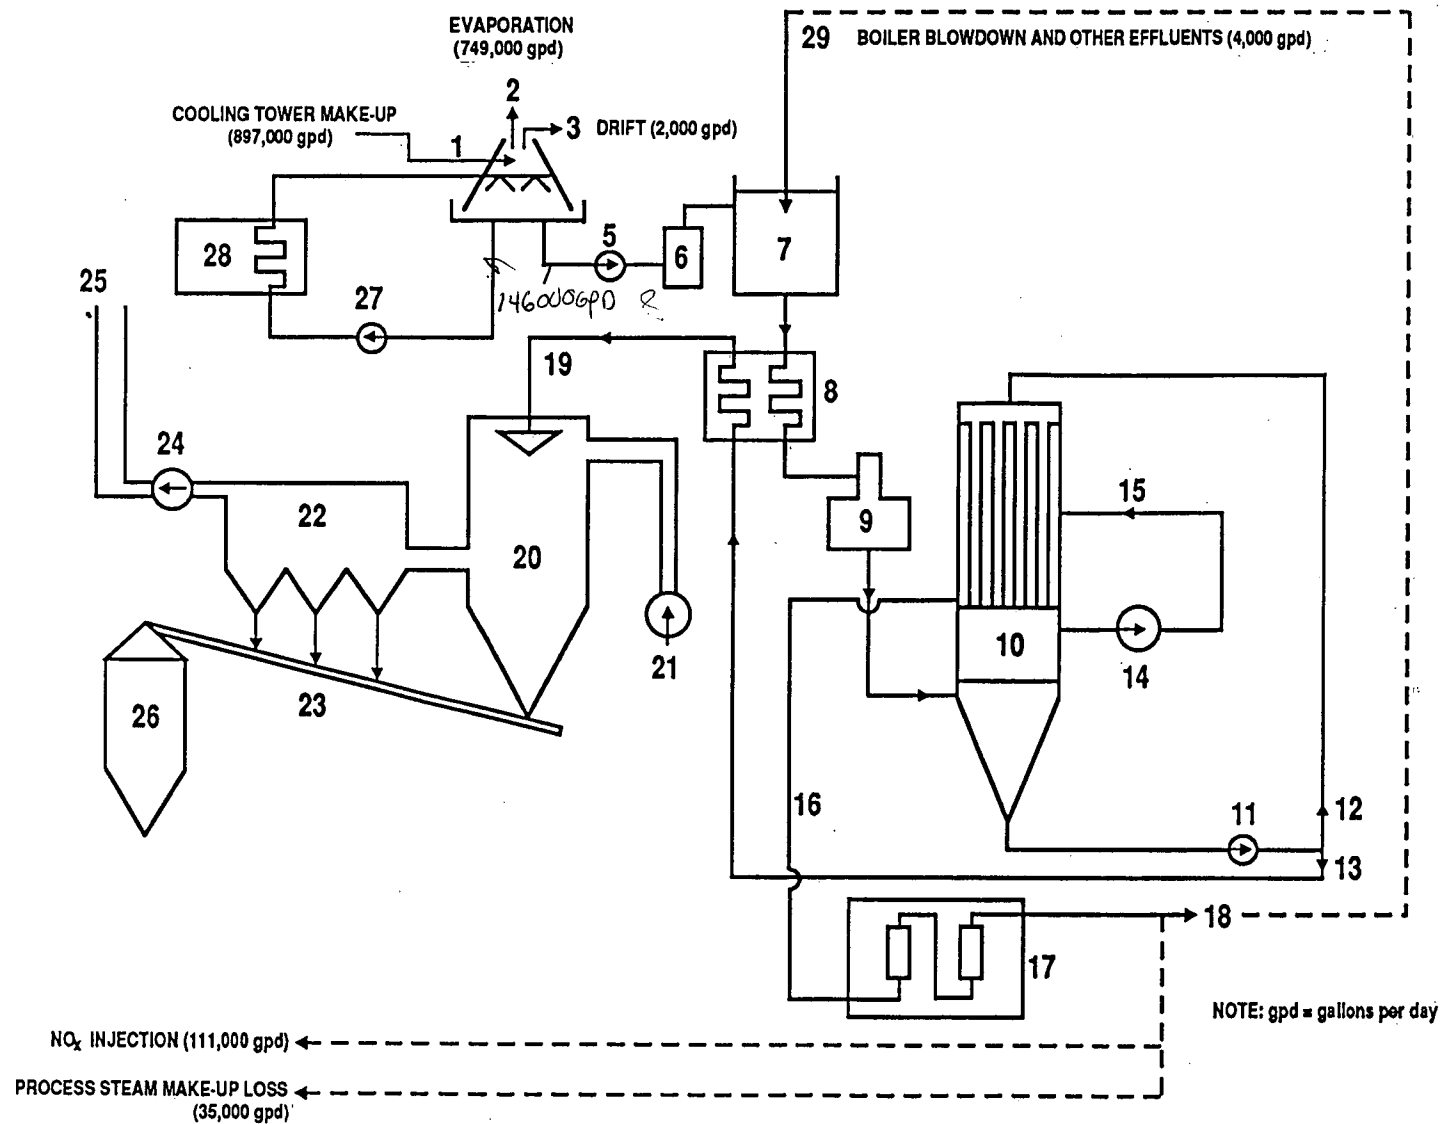 EVAPORATION
(749,000 gpd)
29 BOILER BLOWDOWN AND OTHER EFFLUENTS (4,000 gpd)
2
COOLING TOWER MAKE-UP
(897,000 gpd)
1
3 DRIFT (2,000 gpd)
28
5
6
7
25
27
146000GPD
19
8
24
22
20
9
15
10
21
14
26
23
16
11
12
13
18
17
NOTE: gpd = gallons per day
NOx INJECTION (111,000 gpd)
PROCESS STEAM MAKE-UP LOSS
(35,000 gpd)